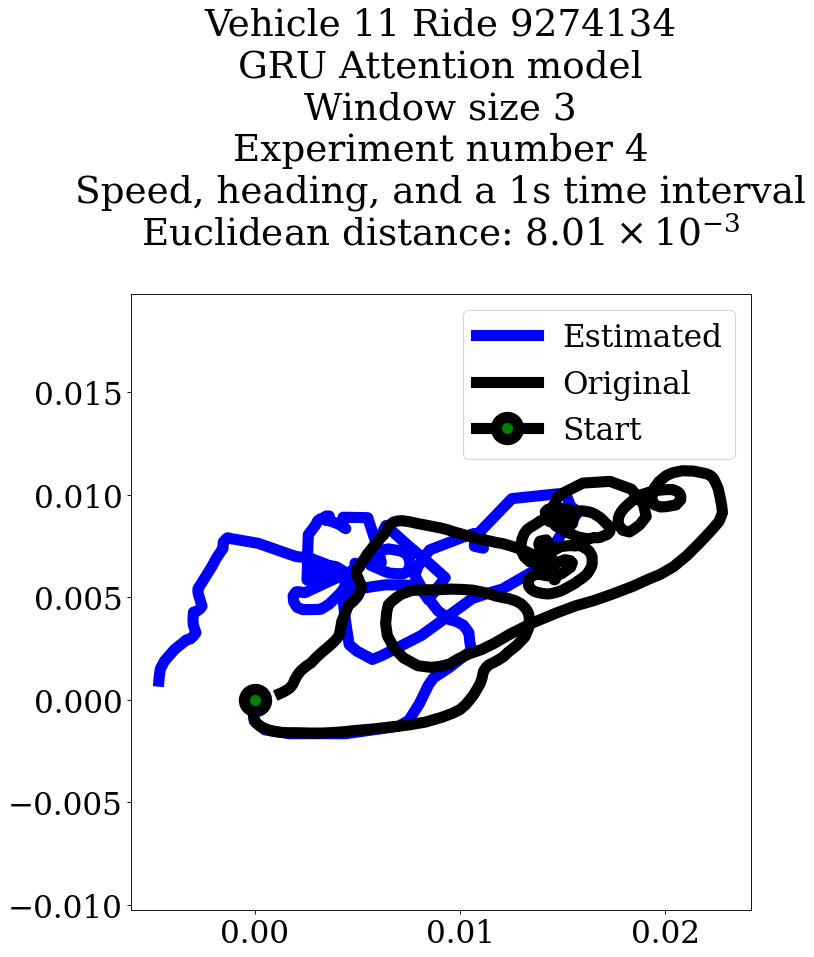 Vehicle 11 Ride 9274134
GRU Attention model
Window size 3
Experiment number 4
Speed, heading, and a 1s time interval
Euclidean distance: 8.01 × 10⁻³
Estimated
Original
Start
0.015
0.010
0.005
0.000
−0.005
−0.010
0.00 0.01 0.02